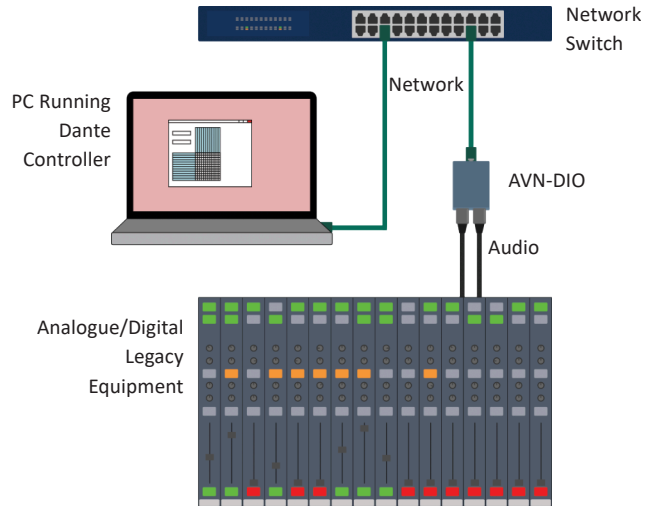 Network
Switch
Network
PC Running
Dante
Controller
AVN-DIO
Audio
Analogue/Digital
Legacy
Equipment